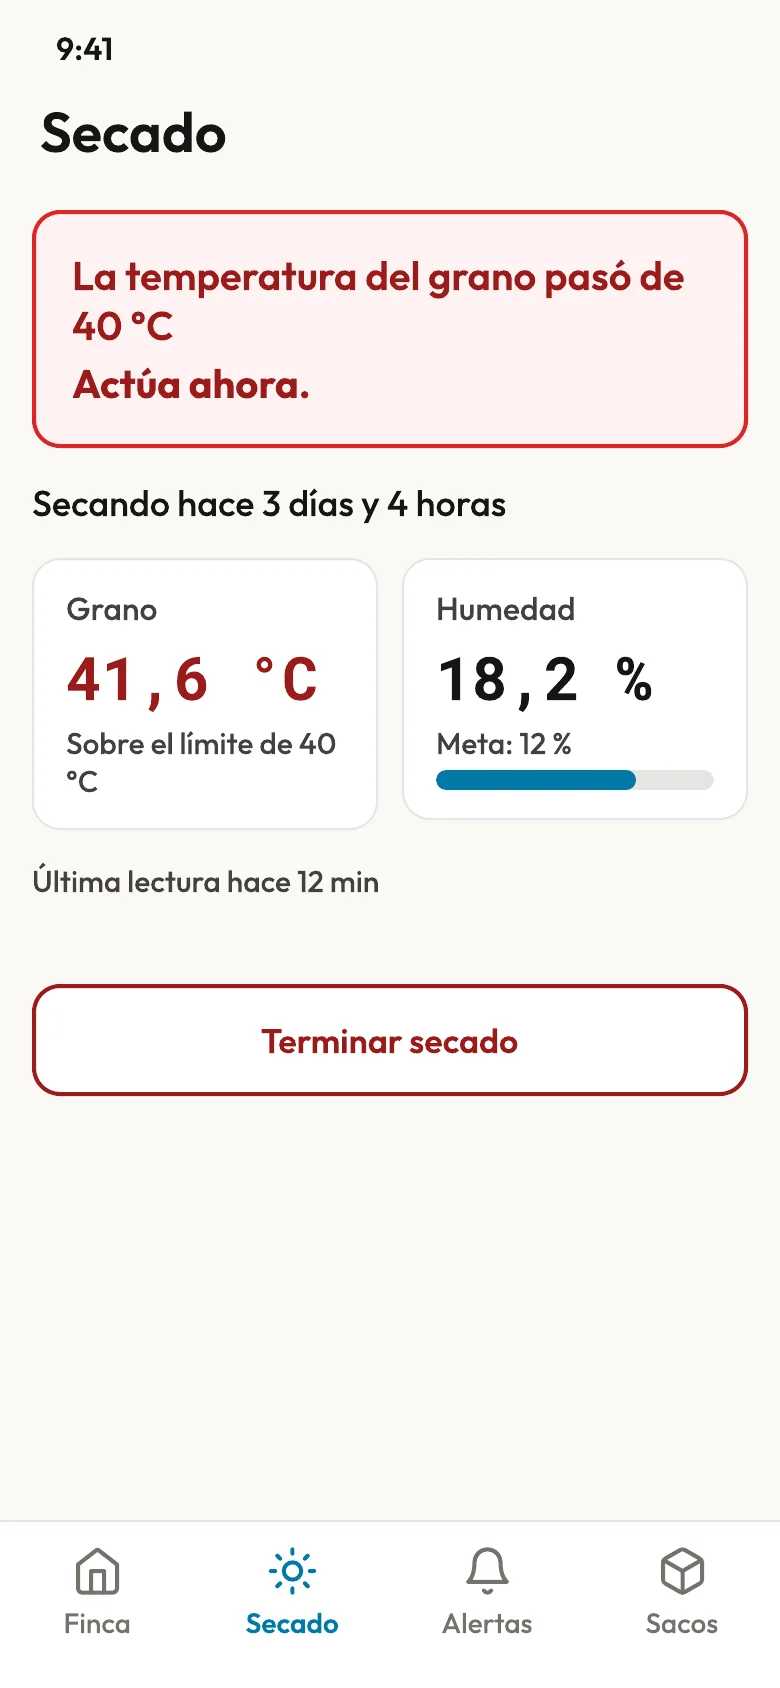 9:41
Secado
La temperatura del grano pasó de
40 °C
Actúa ahora.
Secando hace 3 días y 4 horas
Grano
41,6 °C
Sobre el límite de 40
°C
Humedad
18,2 %
Meta: 12 %
Última lectura hace 12 min
Terminar secado
Finca
Secado
Alertas
Sacos